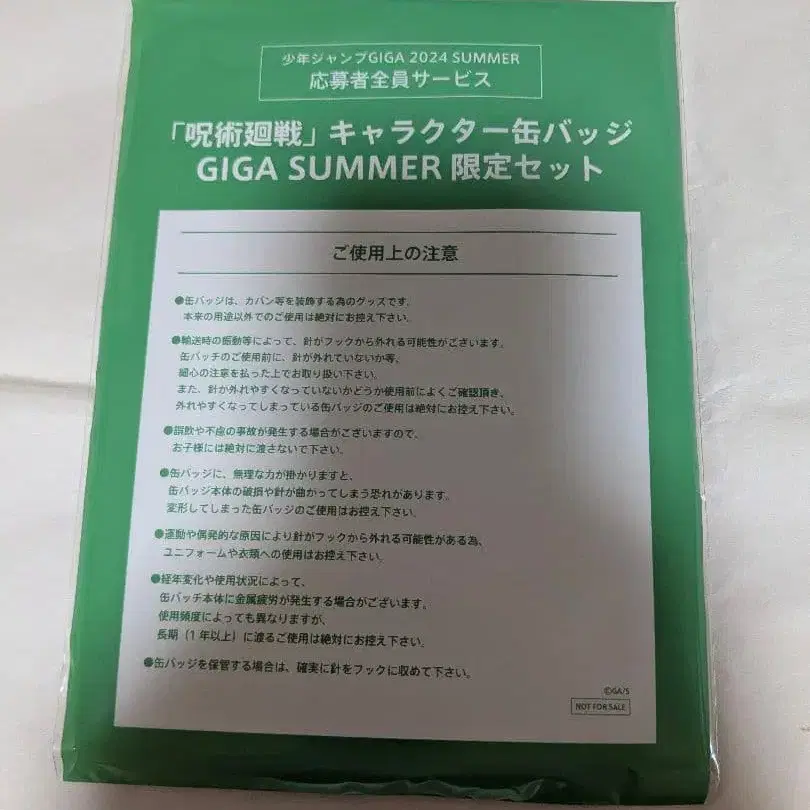 少年ジャンプGIGA 2024 SUMMER
応募者全員サービス
「呪術廻戦」キャラクター缶バッジ
GIGA SUMMER 限定セット
ご使用上の注意
●缶バッジは、カバン等を装飾する為のグッズです。
本来の用途以外でのご使用は絶対にお控え下さい。
●輸送時の振動等によって、針がフックから外れる可能性がございます。
缶バッチのご使用前に、針が外れていないか等、
細心の注意を払った上でお取り扱い下さい。
また、針が外れやすくなっていないかどうか使用前によくご確認頂き、
外れやすくなってしまっている缶バッジのご使用は絶対にお控え下さい。
●誤飲や不慮の事故が発生する場合がございますので、
お子様には絶対に渡さないで下さい。
●缶バッジに、無理な力が掛かりますと、
缶バッジ本体の破損や針が曲がってしまう恐れがあります。
変形してしまった缶バッジのご使用はお控え下さい。
●運動や偶発的な原因により針がフックから外れる可能性がある為、
ユニフォームや衣類への使用はお控え下さい。
●経年変化や使用状況によって、
缶バッチ本体に金属疲労が発生する場合がございます。
使用頻度によっても異なりますが、
長期（1年以上）に渡るご使用は絶対にお控え下さい。
●缶バッジを保管する場合は、確実に針をフックに収めて下さい。
©GA/S
NOT FOR SALE